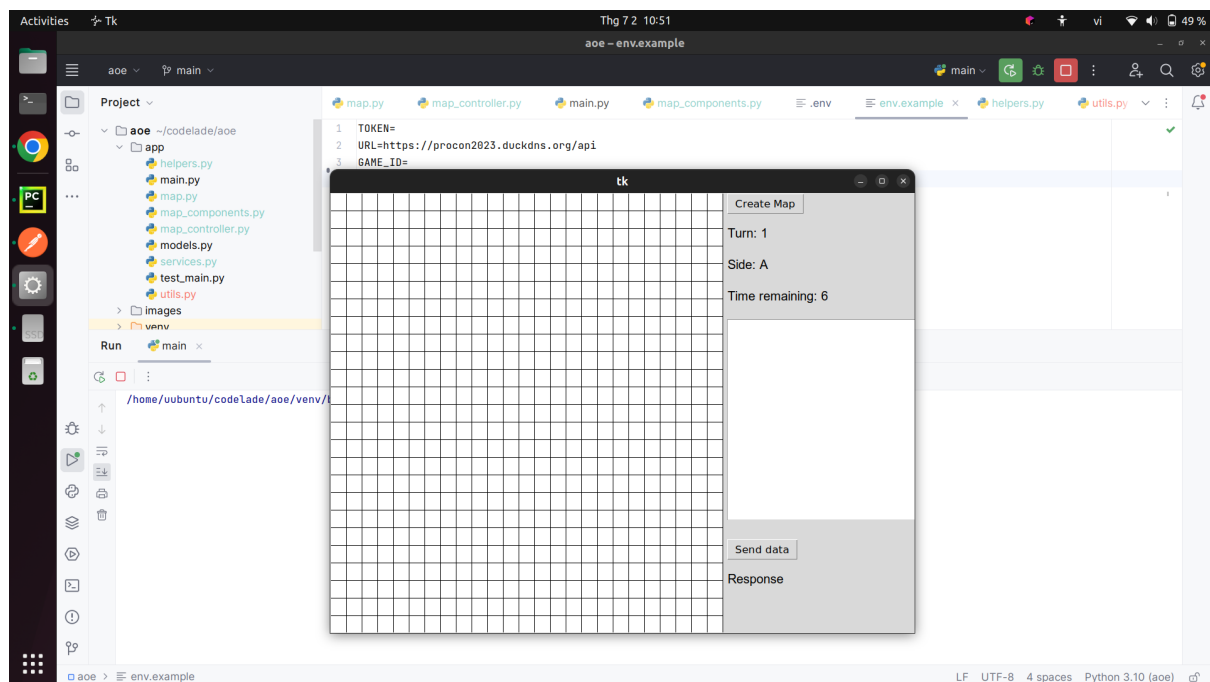 Activities
Tk
Thg 7 2 10:51
vi
49 %
aoe – env.example
aoe
main
main
Project
map.py
map_controller.py
main.py
map_components.py
.env
env.example
helpers.py
utils.py
aoe ~/codelade/aoe
app
helpers.py
main.py
map.py
map_components.py
map_controller.py
models.py
services.py
test_main.py
utils.py
images
venv
1 TOKEN=
2 URL=https://procon2023.duckdns.org/api
3 GAME_ID=
PC
SSD
tk
Create Map
Turn: 1
Side: A
Time remaining: 6
Send data
Response
Run
main
/home/uubuntu/codelade/aoe/venv/
aoe > env.example
LF UTF-8 4 spaces Python 3.10 (aoe)